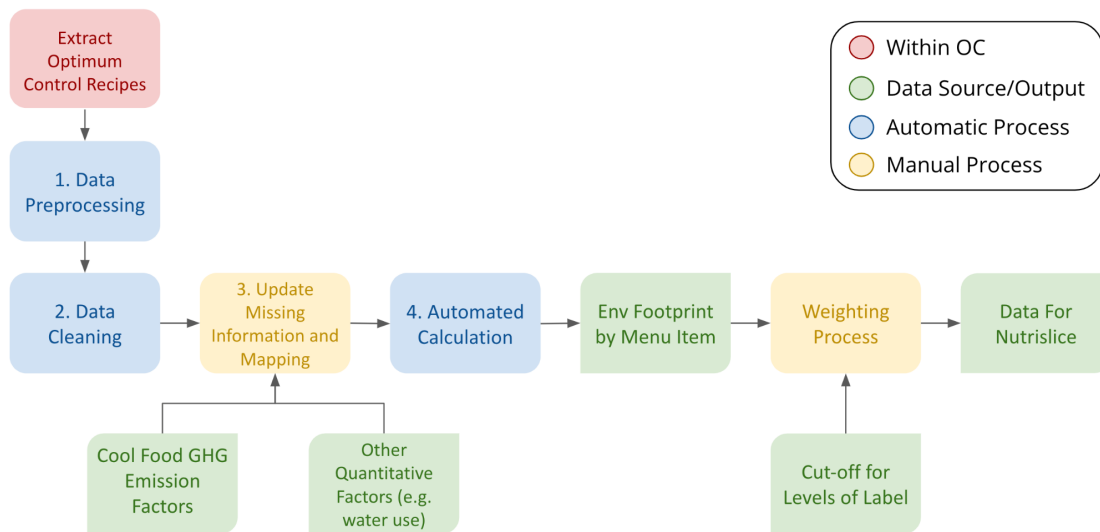 Extract
Optimum
Control Recipes
Within OC
Data Source/Output
Automatic Process
Manual Process
1. Data
Preprocessing
2. Data
Cleaning
3. Update
Missing
Information and
Mapping
4. Automated
Calculation
Env Footprint
by Menu Item
Weighting
Process
Data For
Nutrislice
Cool Food GHG
Emission
Factors
Other
Quantitative
Factors (e.g.
water use)
Cut-off for
Levels of Label